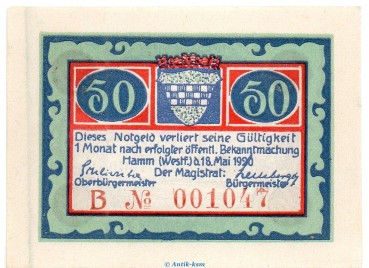 50 50
Dieses Notgeld verliert seine Gültigkeit
1 Monat nach erfolgter öffentl. Bekanntmachung
Hamm (Westf.) d. 18. Mai 1920
Der Magistrat:
Oberbürgermeister Bürgermeister
B No 001047
© Antik-kom